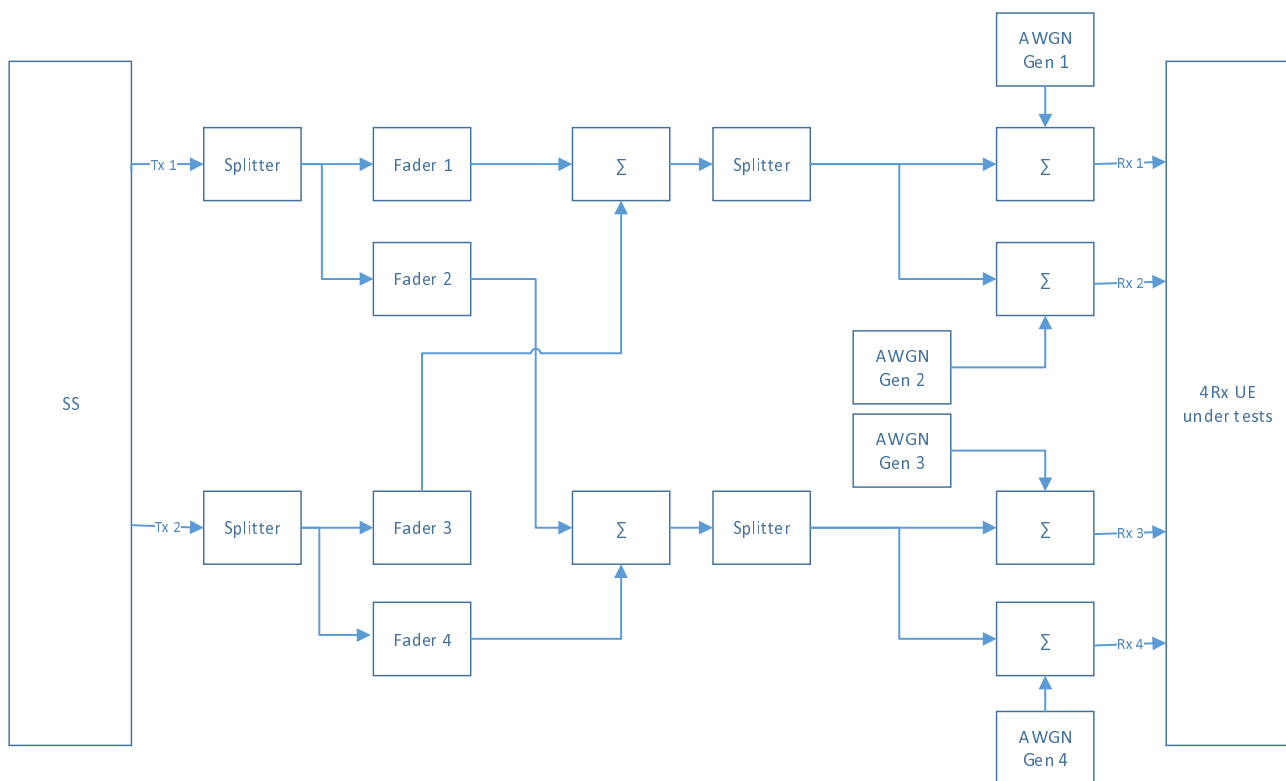 AWGN
Gen 1
Tx 1
Splitter
Fader 1
Σ
Splitter
Σ
Rx 1
Fader 2
Σ
Rx 2
AWGN
Gen 2
SS
4Rx UE
under tests
AWGN
Gen 3
Tx 2
Splitter
Fader 3
Σ
Splitter
Σ
Rx 3
Fader 4
Σ
Rx 4
AWGN
Gen 4